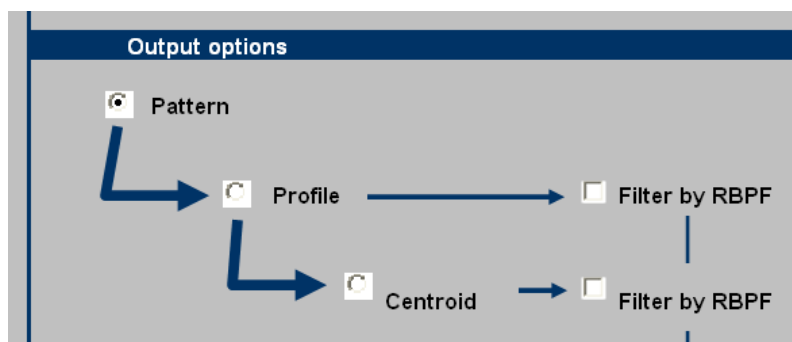 Output options
Pattern
Profile
Filter by RBPF
Centroid
Filter by RBPF